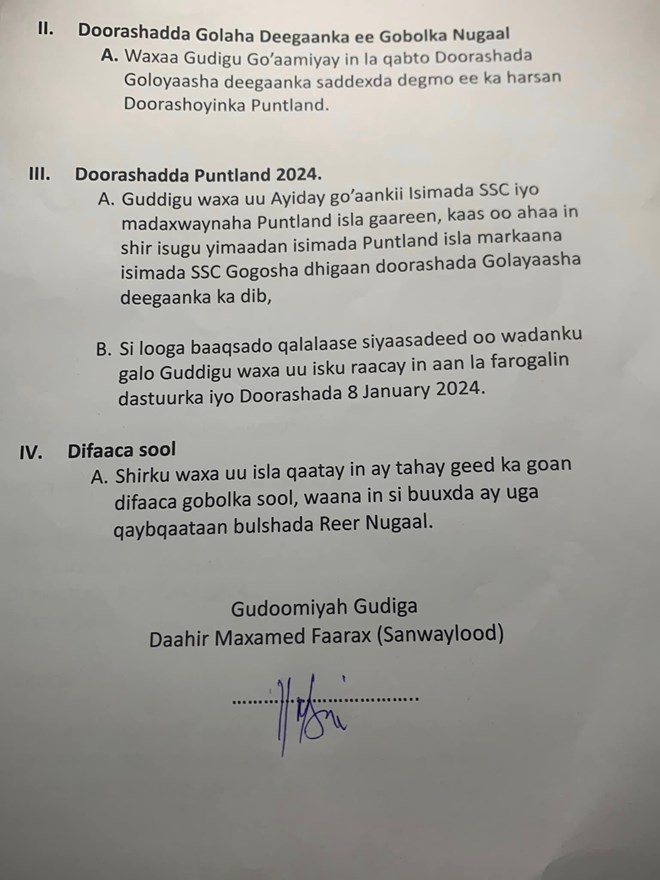 II. Doorashadda Golaha Deegaanka ee Gobolka Nugaal
A. Waxaa Gudigu Go'aamiyay in la qabto Doorashada
Goloyaasha deegaanka saddexda degmo ee ka harsan
Doorashoyinka Puntland.
III. Doorashadda Puntland 2024.
A. Guddigu waxa uu Ayiday go'aankii Isimada SSC iyo
madaxwaynaha Puntland isla gaareen, kaas oo ahaa in
shir isugu yimaadan isimada Puntland isla markaana
isimada SSC Gogosha dhigaan doorashada Golayaasha
deegaanka ka dib,
B. Si looga baaqsado qalalaase siyaasadeed oo wadanku
galo Guddigu waxa uu isku raacay in aan la farogalin
dastuurka iyo Doorashada 8 January 2024.
IV. Difaaca sool
A. Shirku waxa uu isla qaatay in ay tahay geed ka goan
difaaca gobolka sool, waana in si buuxda ay uga
qaybqaataan bulshada Reer Nugaal.
Gudoomiyah Gudiga
Daahir Maxamed Faarax (Sanwaylood)